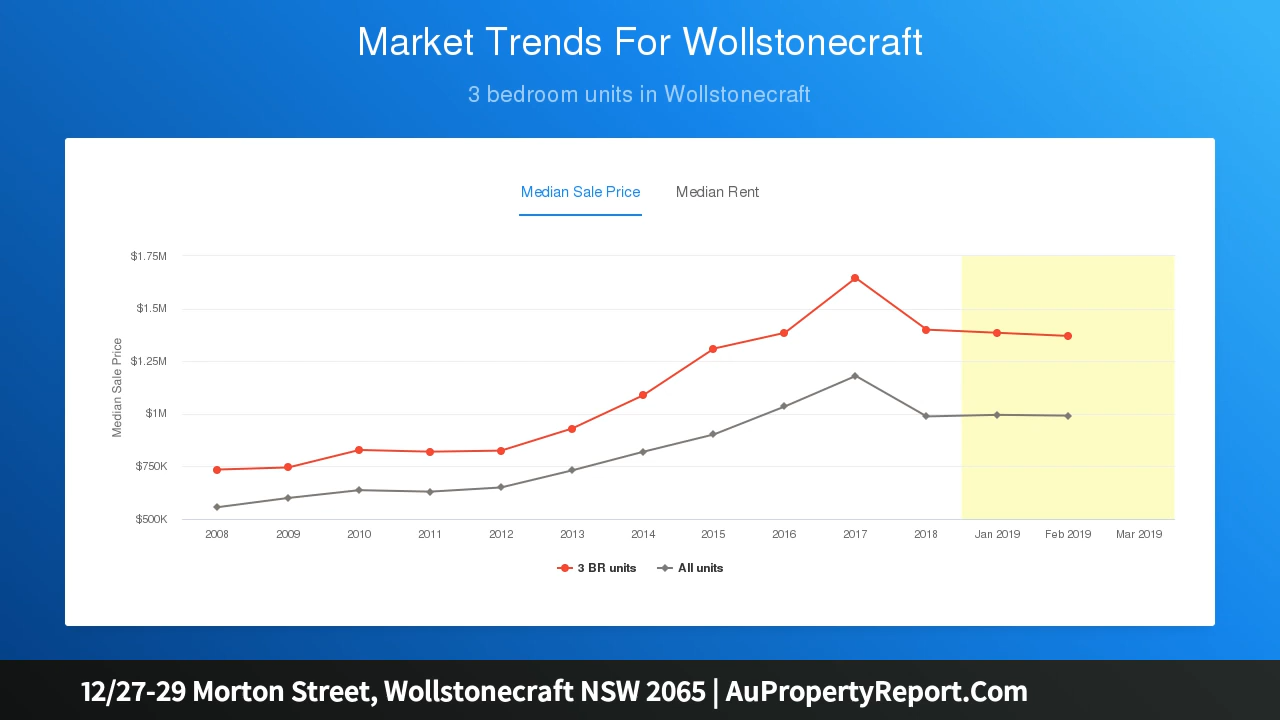 Market Trends For Wollstonecraft
3 bedroom units in Wollstonecraft
Median Sale Price Median Rent
Median Sale Price
$1.75M
$1.5M
$1.25M
$1M
$750K
$500K
2008 2009 2010 2011 2012 2013 2014 2015 2016 2017 2018 Jan 2019 Feb 2019 Mar 2019
3 BR units All units
12/27-29 Morton Street, Wollstonecraft NSW 2065 | AuPropertyReport.Com